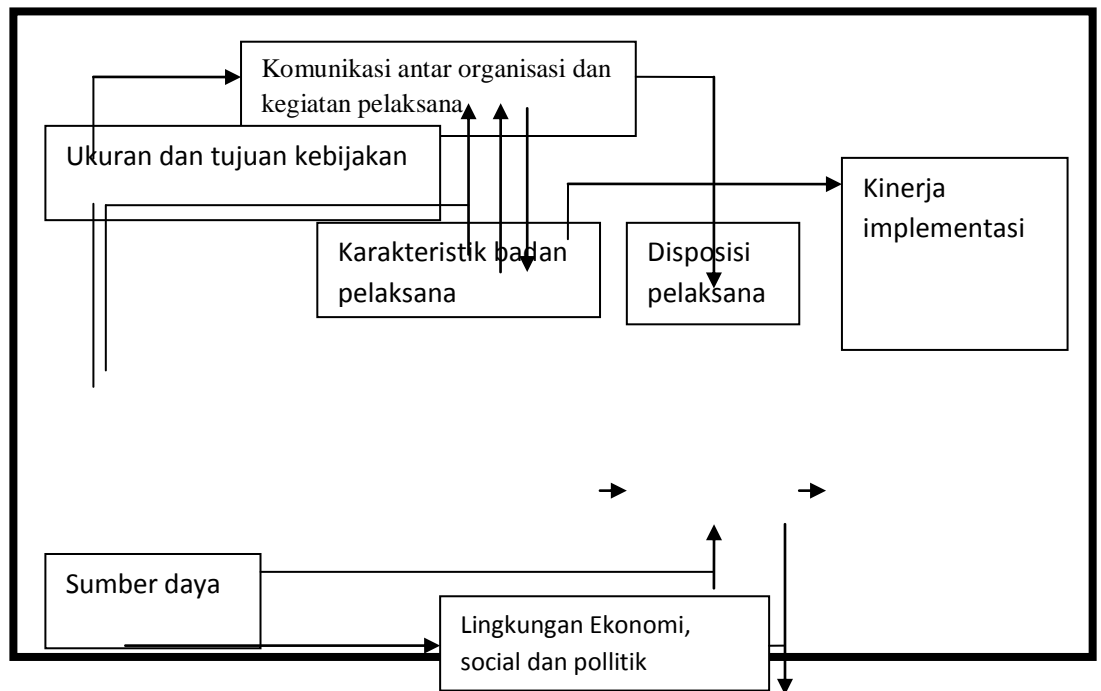 Komunikasi antar organisasi dan
kegiatan pelaksana
Ukuran dan tujuan kebijakan
Kinerja
implementasi
Karakteristik badan
pelaksana
Disposisi
pelaksana
Sumber daya
Lingkungan Ekonomi,
social dan pollitik